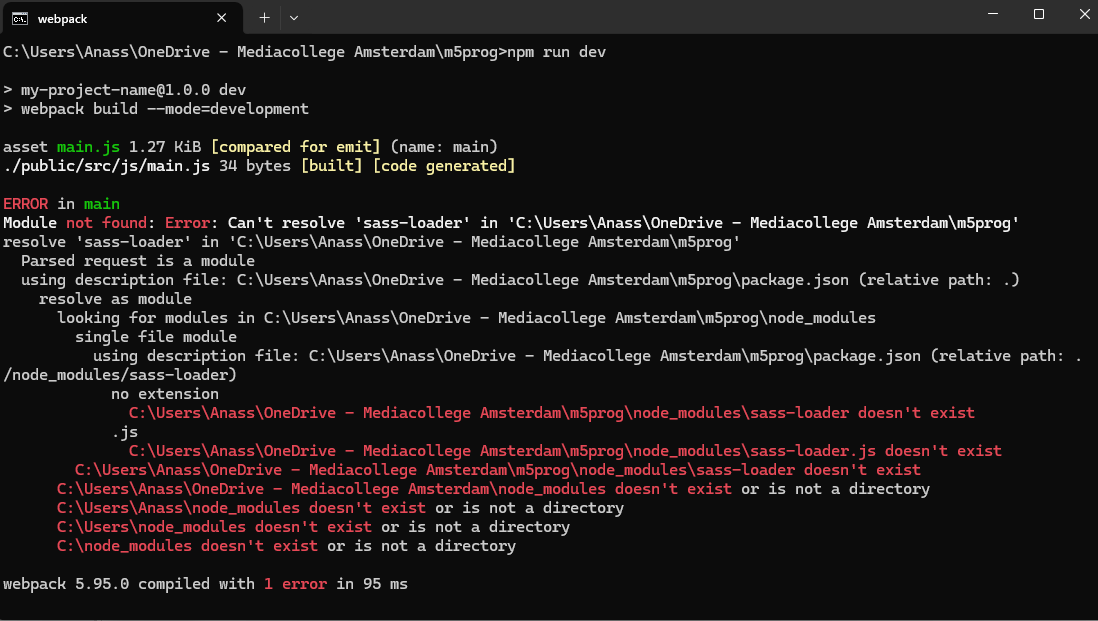 webpack
C:\Users\Anass\OneDrive - Mediacollege Amsterdam\m5prog>npm run dev
> my-project-name@1.0.0 dev
> webpack build --mode=development
asset main.js 1.27 KiB [compared for emit] (name: main)
./public/src/js/main.js 34 bytes [built] [code generated]
ERROR in main
Module not found: Error: Can't resolve 'sass-loader' in 'C:\Users\Anass\OneDrive - Mediacollege Amsterdam\m5prog'
resolve 'sass-loader' in 'C:\Users\Anass\OneDrive - Mediacollege Amsterdam\m5prog'
  Parsed request is a module
  using description file: C:\Users\Anass\OneDrive - Mediacollege Amsterdam\m5prog\package.json (relative path: .)
    resolve as module
      looking for modules in C:\Users\Anass\OneDrive - Mediacollege Amsterdam\m5prog\node_modules
        single file module
          using description file: C:\Users\Anass\OneDrive - Mediacollege Amsterdam\m5prog\package.json (relative path: .
/node_modules/sass-loader)
            no extension
              C:\Users\Anass\OneDrive - Mediacollege Amsterdam\m5prog\node_modules\sass-loader doesn't exist
            .js
              C:\Users\Anass\OneDrive - Mediacollege Amsterdam\m5prog\node_modules\sass-loader.js doesn't exist
        C:\Users\Anass\OneDrive - Mediacollege Amsterdam\m5prog\node_modules\sass-loader doesn't exist
      C:\Users\Anass\OneDrive - Mediacollege Amsterdam\node_modules doesn't exist or is not a directory
      C:\Users\Anass\node_modules doesn't exist or is not a directory
      C:\Users\node_modules doesn't exist or is not a directory
      C:\node_modules doesn't exist or is not a directory
webpack 5.95.0 compiled with 1 error in 95 ms